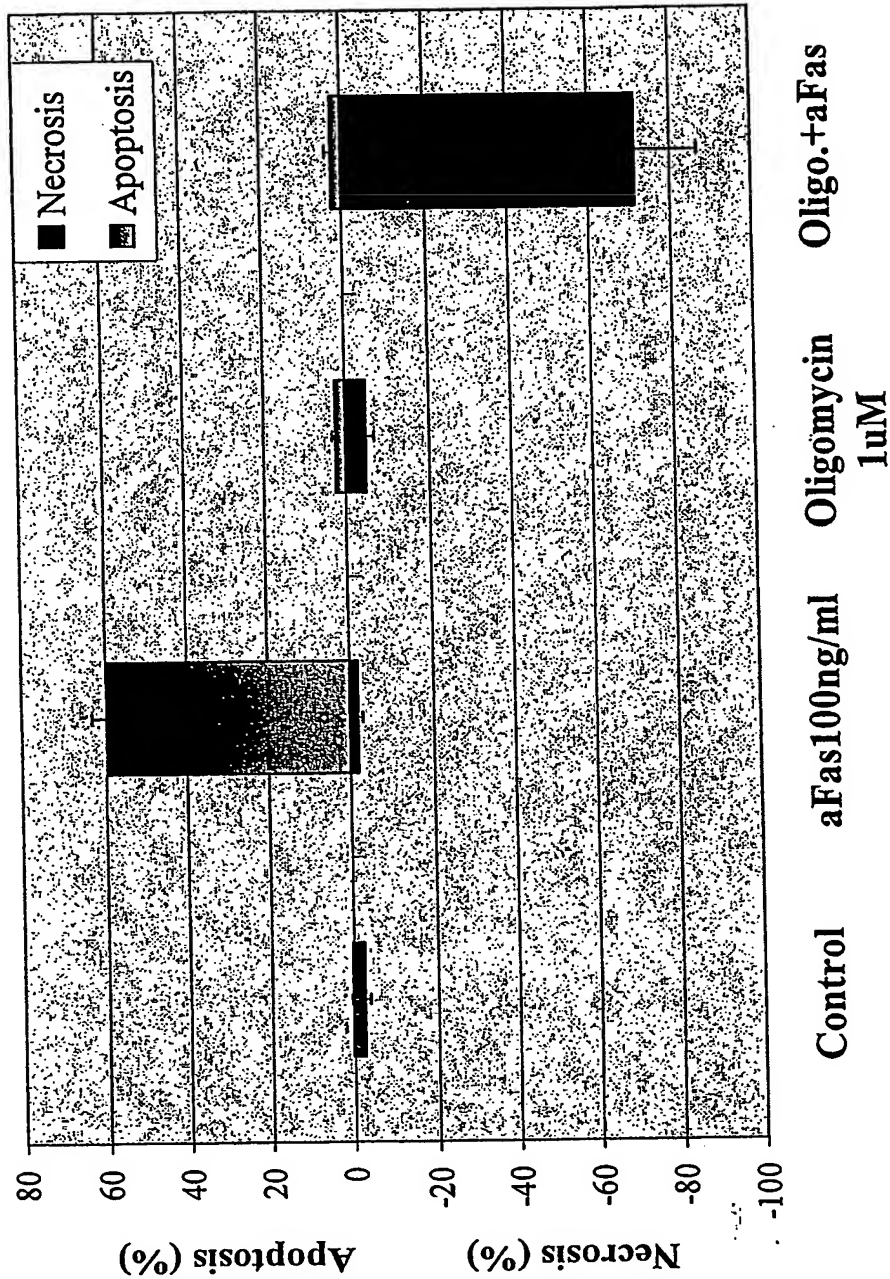 Necrosis
Apoptosis
80
60
40
20
0
-20
-40
-60
-80
-100
Apoptosis (%)
Necrosis (%)
Control
aFas100ng/ml
Oligomycin
1uM
Oligo.+aFas